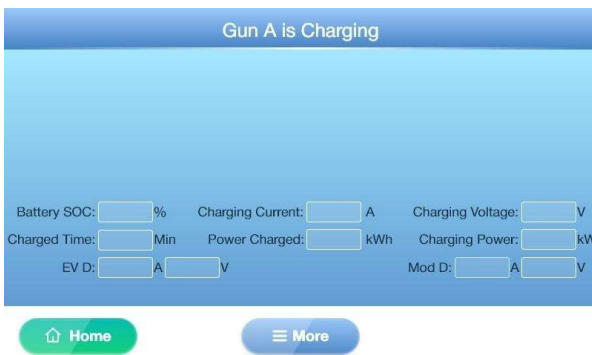 Gun A is Charging
Battery SOC: % Charging Current: A Charging Voltage: V
Charged Time: Min Power Charged: kWh Charging Power: kW
EV D: A V Mod D: A V
Home More